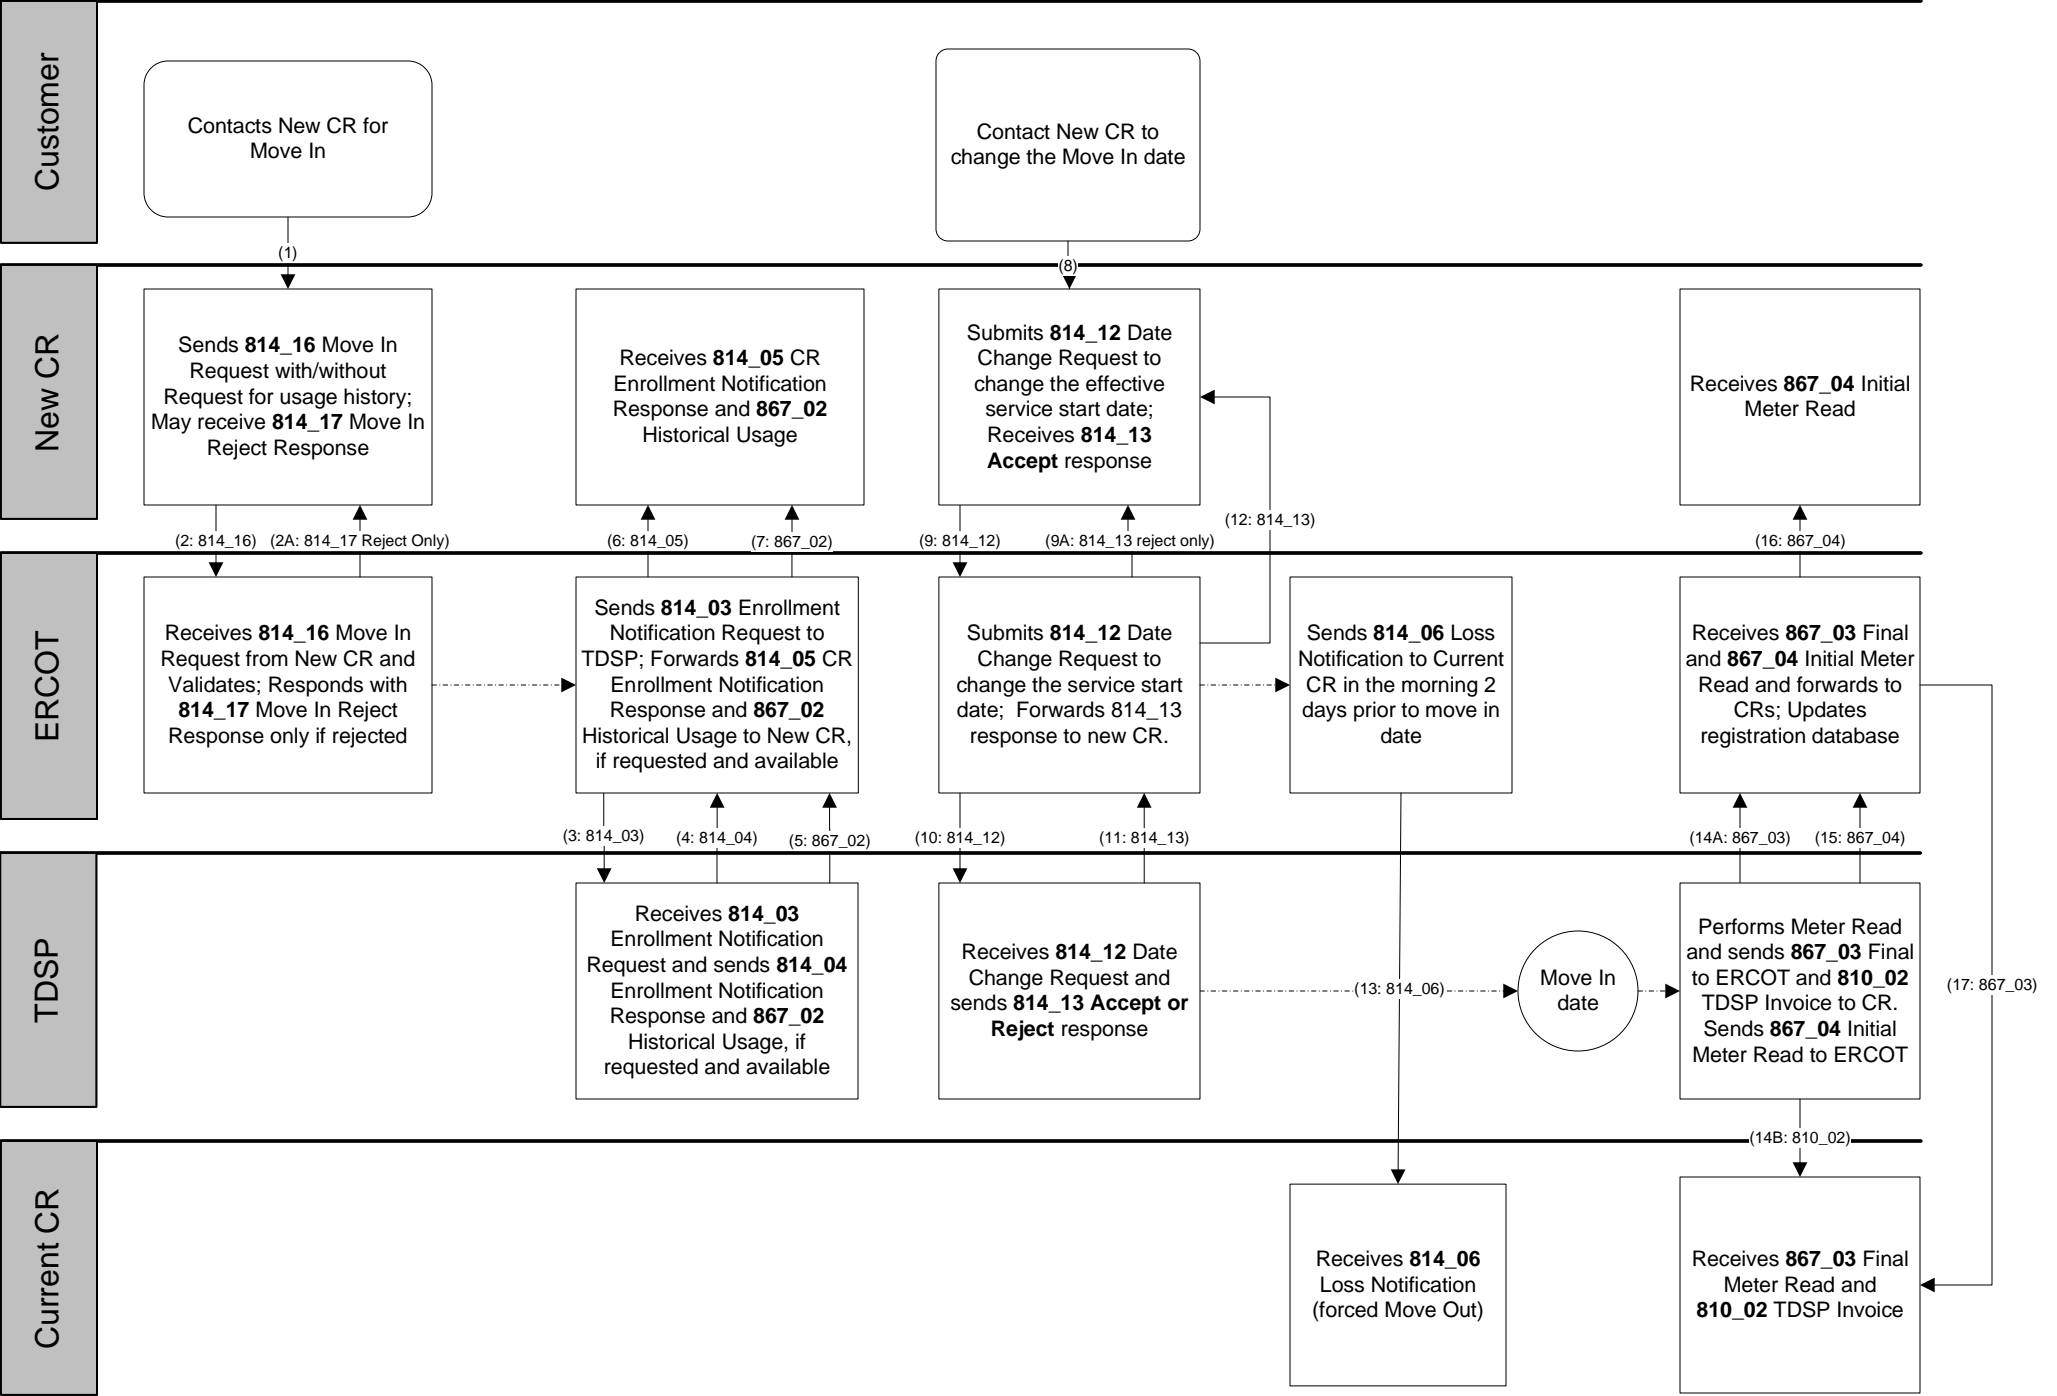 Customer
Contacts New CR for
Move In
Contact New CR to
change the Move In date
(1)
(8)
New CR
Sends 814_16 Move In
Request with/without
Request for usage history;
May receive 814_17 Move In
Reject Response
Receives 814_05 CR
Enrollment Notification
Response and 867_02
Historical Usage
Submits 814_12 Date
Change Request to
change the effective
service start date;
Receives 814_13
Accept response
Receives 867_04 Initial
Meter Read
(2: 814_16)
(2A: 814_17 Reject Only)
(6: 814_05)
(7: 867_02)
(9: 814_12)
(9A: 814_13 reject only)
(12: 814_13)
(16: 867_04)
ERCOT
Receives 814_16 Move In
Request from New CR and
Validates; Responds with
814_17 Move In Reject
Response only if rejected
Sends 814_03 Enrollment
Notification Request to
TDSP; Forwards 814_05 CR
Enrollment Notification
Response and 867_02
Historical Usage to New CR,
if requested and available
Submits 814_12 Date
Change Request to
change the service start
date;  Forwards 814_13
response to new CR.
Sends 814_06 Loss
Notification to Current
CR in the morning 2
days prior to move in
date
Receives 867_03 Final
and 867_04 Initial Meter
Read and forwards to
CRs; Updates
registration database
(3: 814_03)
(4: 814_04)
(5: 867_02)
(10: 814_12)
(11: 814_13)
(14A: 867_03)
(15: 867_04)
TDSP
Receives 814_03
Enrollment Notification
Request and sends 814_04
Enrollment Notification
Response and 867_02
Historical Usage, if
requested and available
Receives 814_12 Date
Change Request and
sends 814_13 Accept or
Reject response
(13: 814_06)
Move In
date
Performs Meter Read
and sends 867_03 Final
to ERCOT and 810_02
TDSP Invoice to CR.
Sends 867_04 Initial
Meter Read to ERCOT
(17: 867_03)
(14B: 810_02)
Current CR
Receives 814_06
Loss Notification
(forced Move Out)
Receives 867_03 Final
Meter Read and
810_02 TDSP Invoice